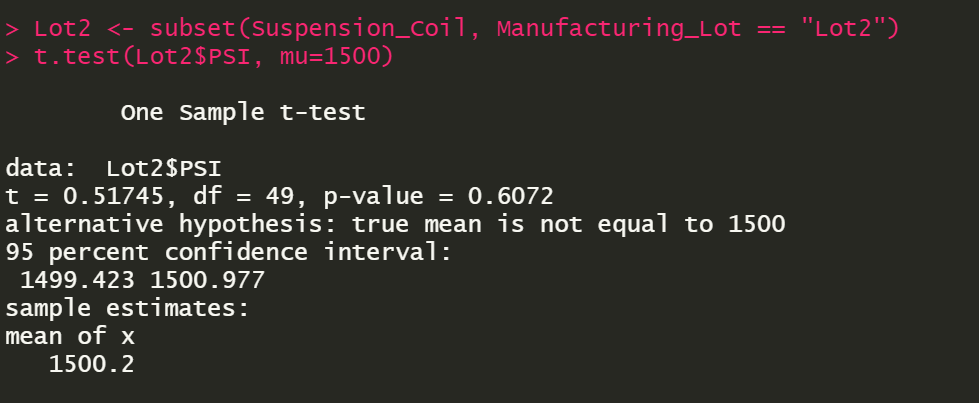 > Lot2 <- subset(Suspension_Coil, Manufacturing_Lot == "Lot2")
> t.test(Lot2$PSI, mu=1500)
One Sample t-test
data:  Lot2$PSI
t = 0.51745, df = 49, p-value = 0.6072
alternative hypothesis: true mean is not equal to 1500
95 percent confidence interval:
1499.423 1500.977
sample estimates:
mean of x
1500.2